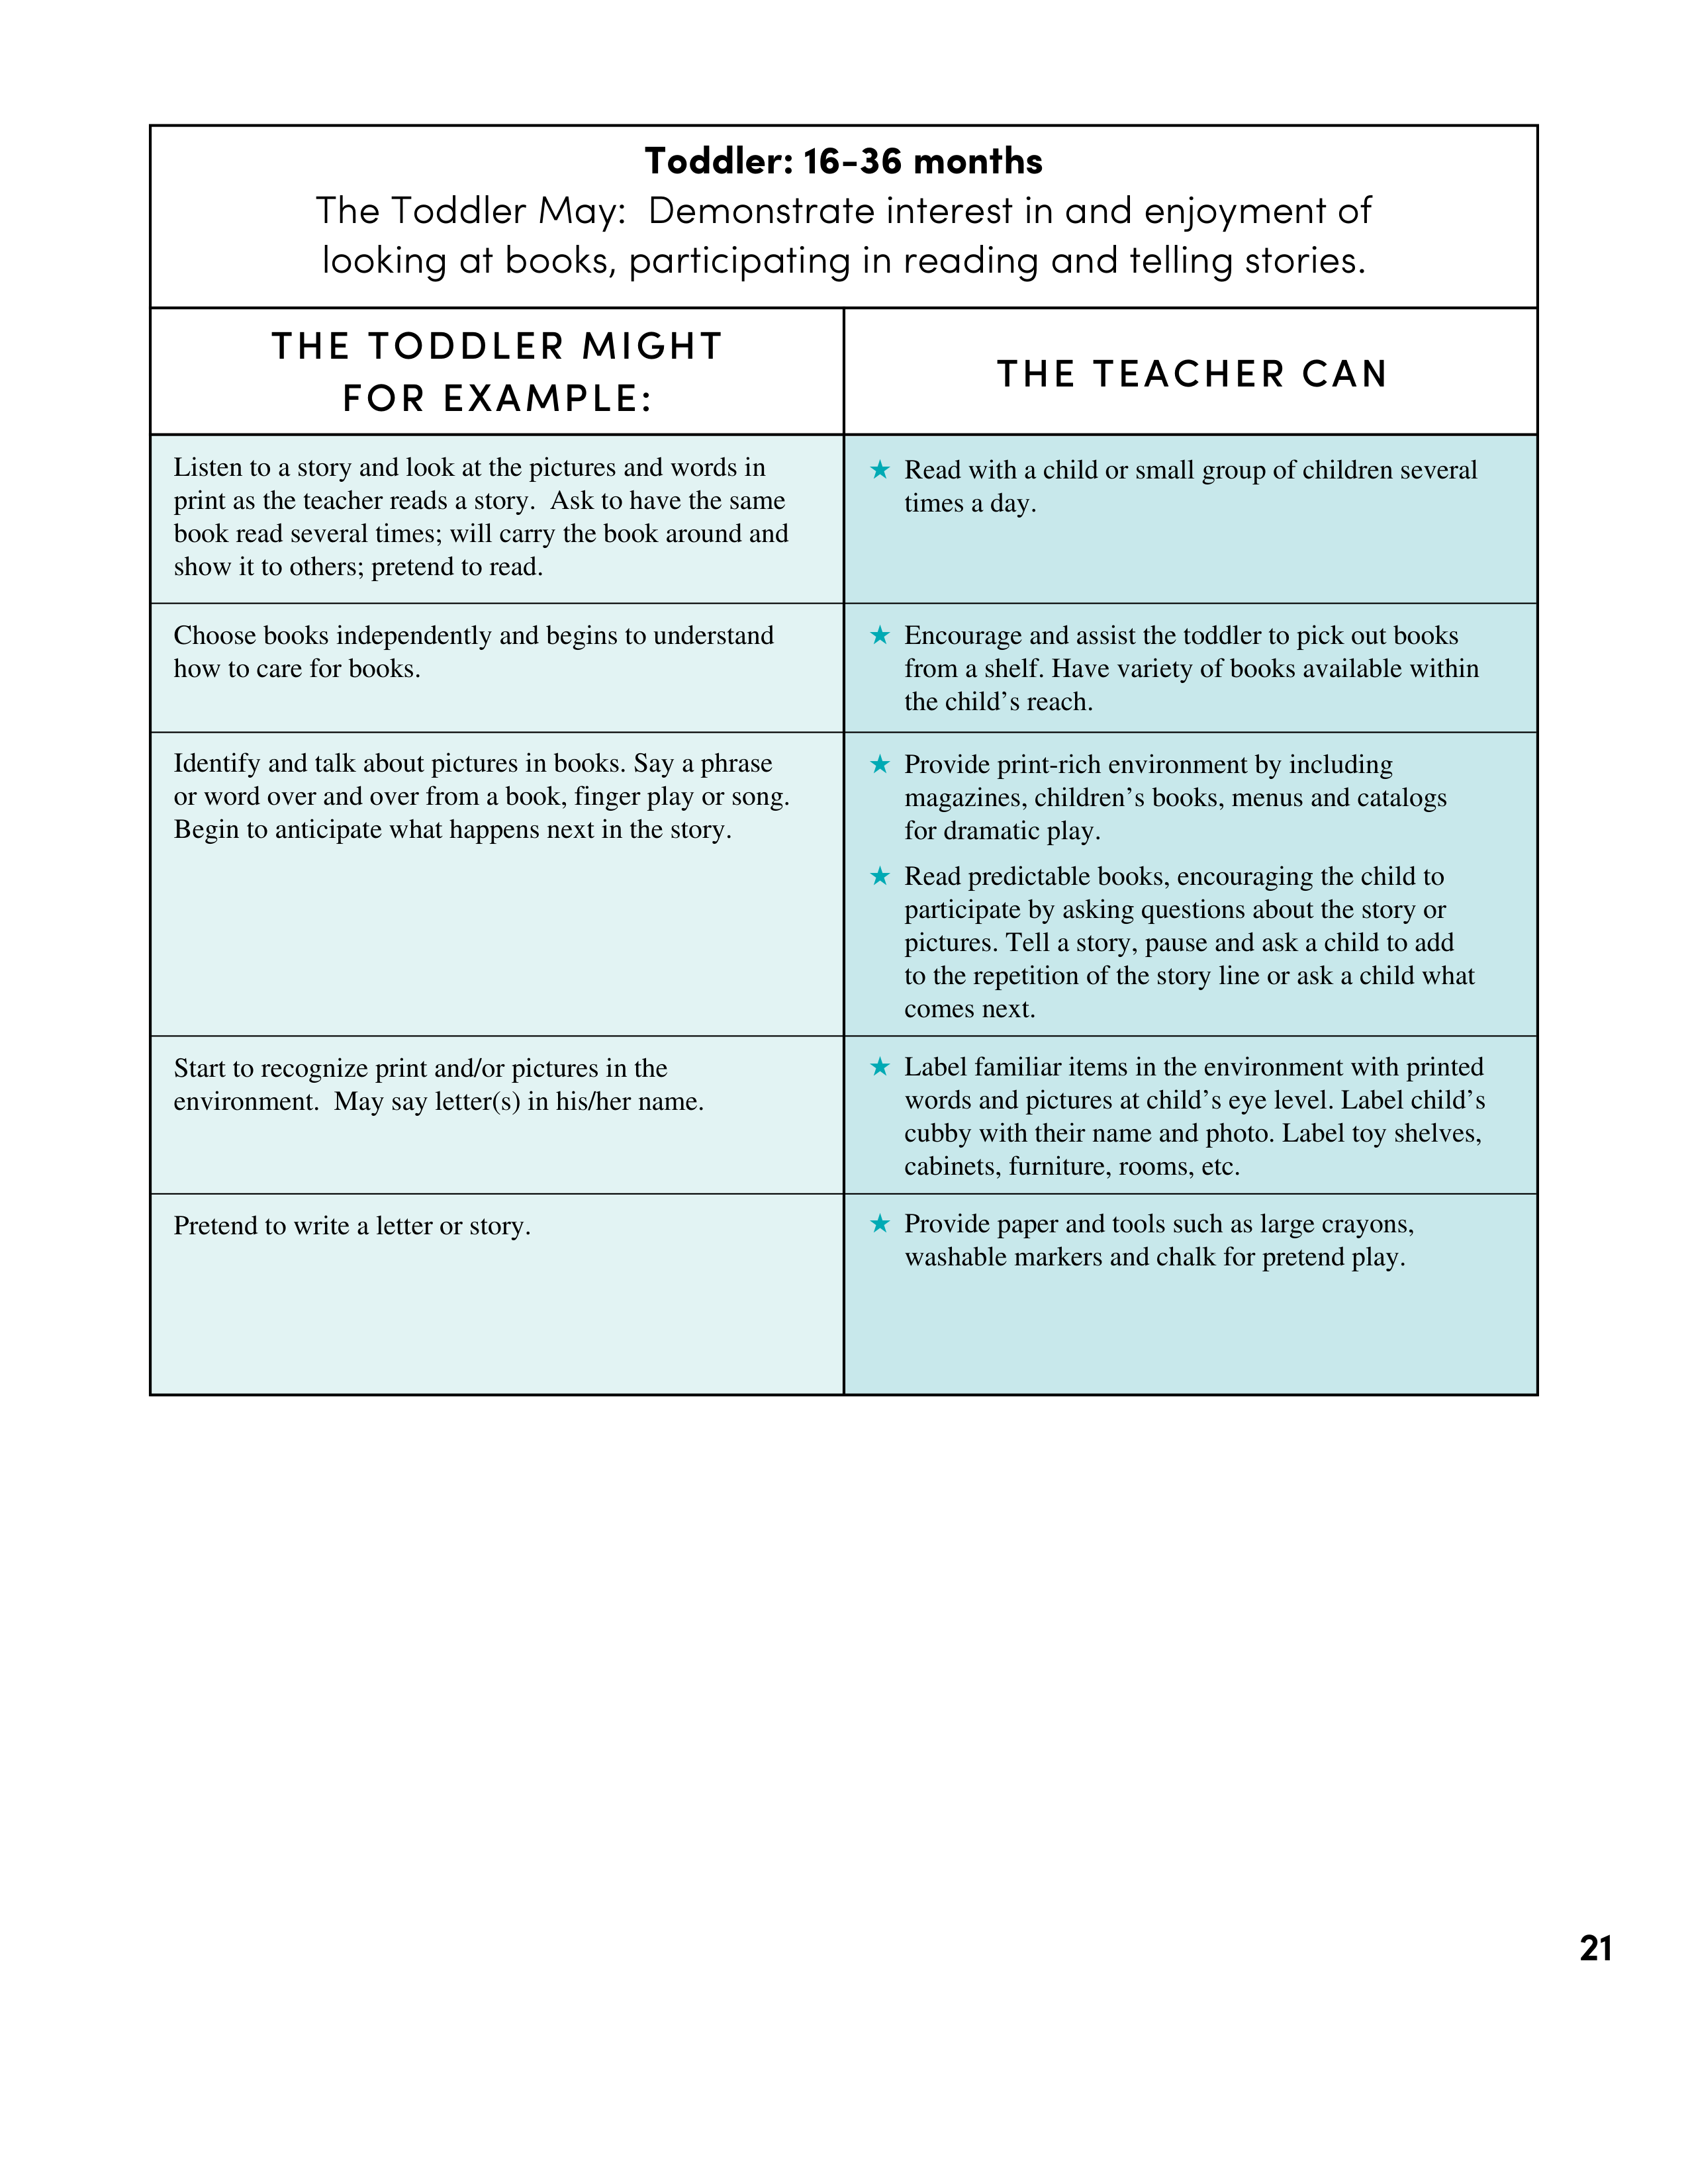 Toddler: 16-36 months
The Toddler May:  Demonstrate interest in and enjoyment of
looking at books, participating in reading and telling stories.
THE TODDLER MIGHT
FOR EXAMPLE:
THE TEACHER CAN
Listen to a story and look at the pictures and words in
print as the teacher reads a story.  Ask to have the same
book read several times; will carry the book around and
show it to others; pretend to read.
★ Read with a child or small group of children several
times a day.
Choose books independently and begins to understand
how to care for books.
★ Encourage and assist the toddler to pick out books
from a shelf. Have variety of books available within
the child’s reach.
Identify and talk about pictures in books. Say a phrase
or word over and over from a book, finger play or song.
Begin to anticipate what happens next in the story.
★ Provide print-rich environment by including
magazines, children’s books, menus and catalogs
for dramatic play.
★ Read predictable books, encouraging the child to
participate by asking questions about the story or
pictures. Tell a story, pause and ask a child to add
to the repetition of the story line or ask a child what
comes next.
Start to recognize print and/or pictures in the
environment.  May say letter(s) in his/her name.
★ Label familiar items in the environment with printed
words and pictures at child’s eye level. Label child’s
cubby with their name and photo. Label toy shelves,
cabinets, furniture, rooms, etc.
Pretend to write a letter or story.
★ Provide paper and tools such as large crayons,
washable markers and chalk for pretend play.
21